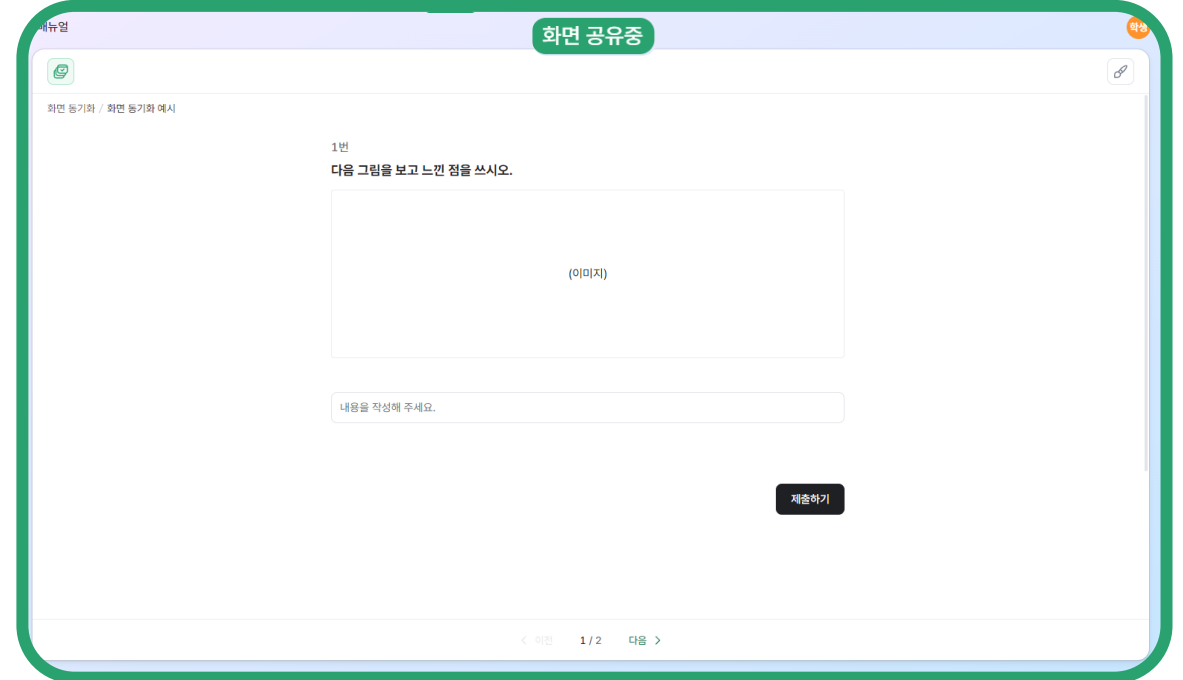 매뉴얼
화면 공유중
학생
화면 동기화 / 화면 동기화 예시
1번
다음 그림을 보고 느낀 점을 쓰시오.
(이미지)
내용을 작성해 주세요.
제출하기
이전 1 / 2 다음